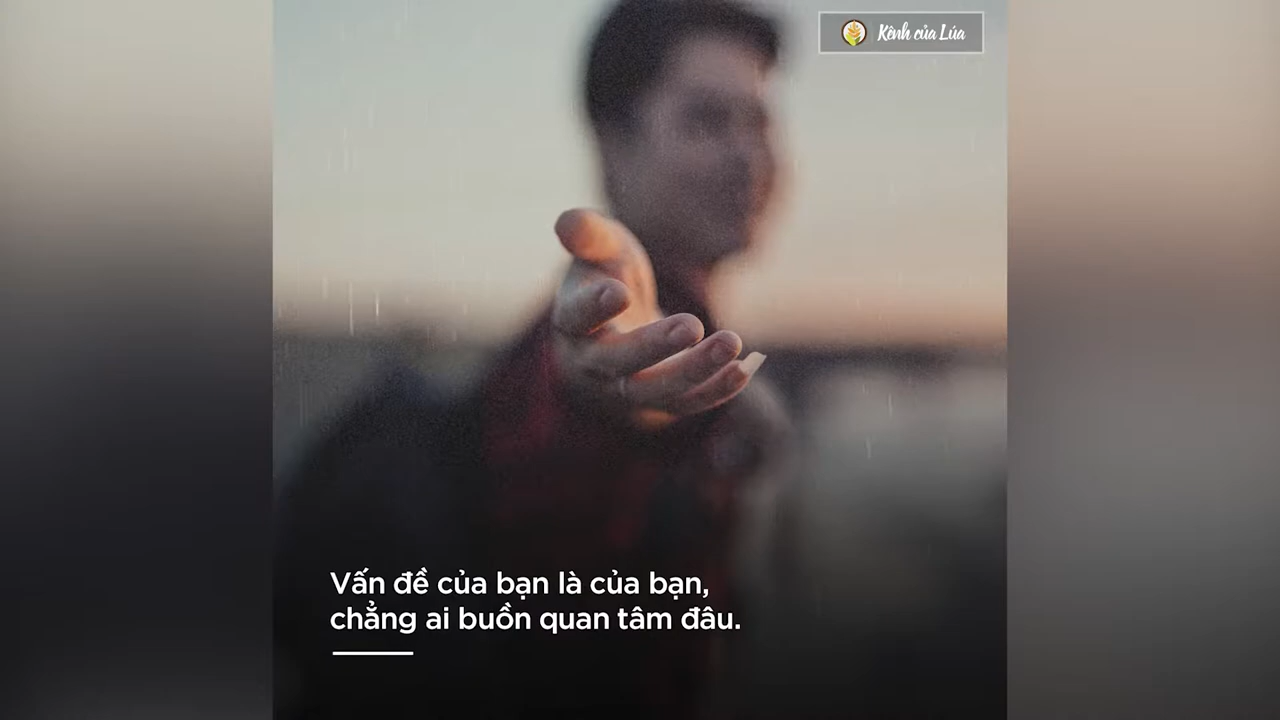 Kênh của Lúa
Vấn đề của bạn là của bạn,
chẳng ai buồn quan tâm đâu.